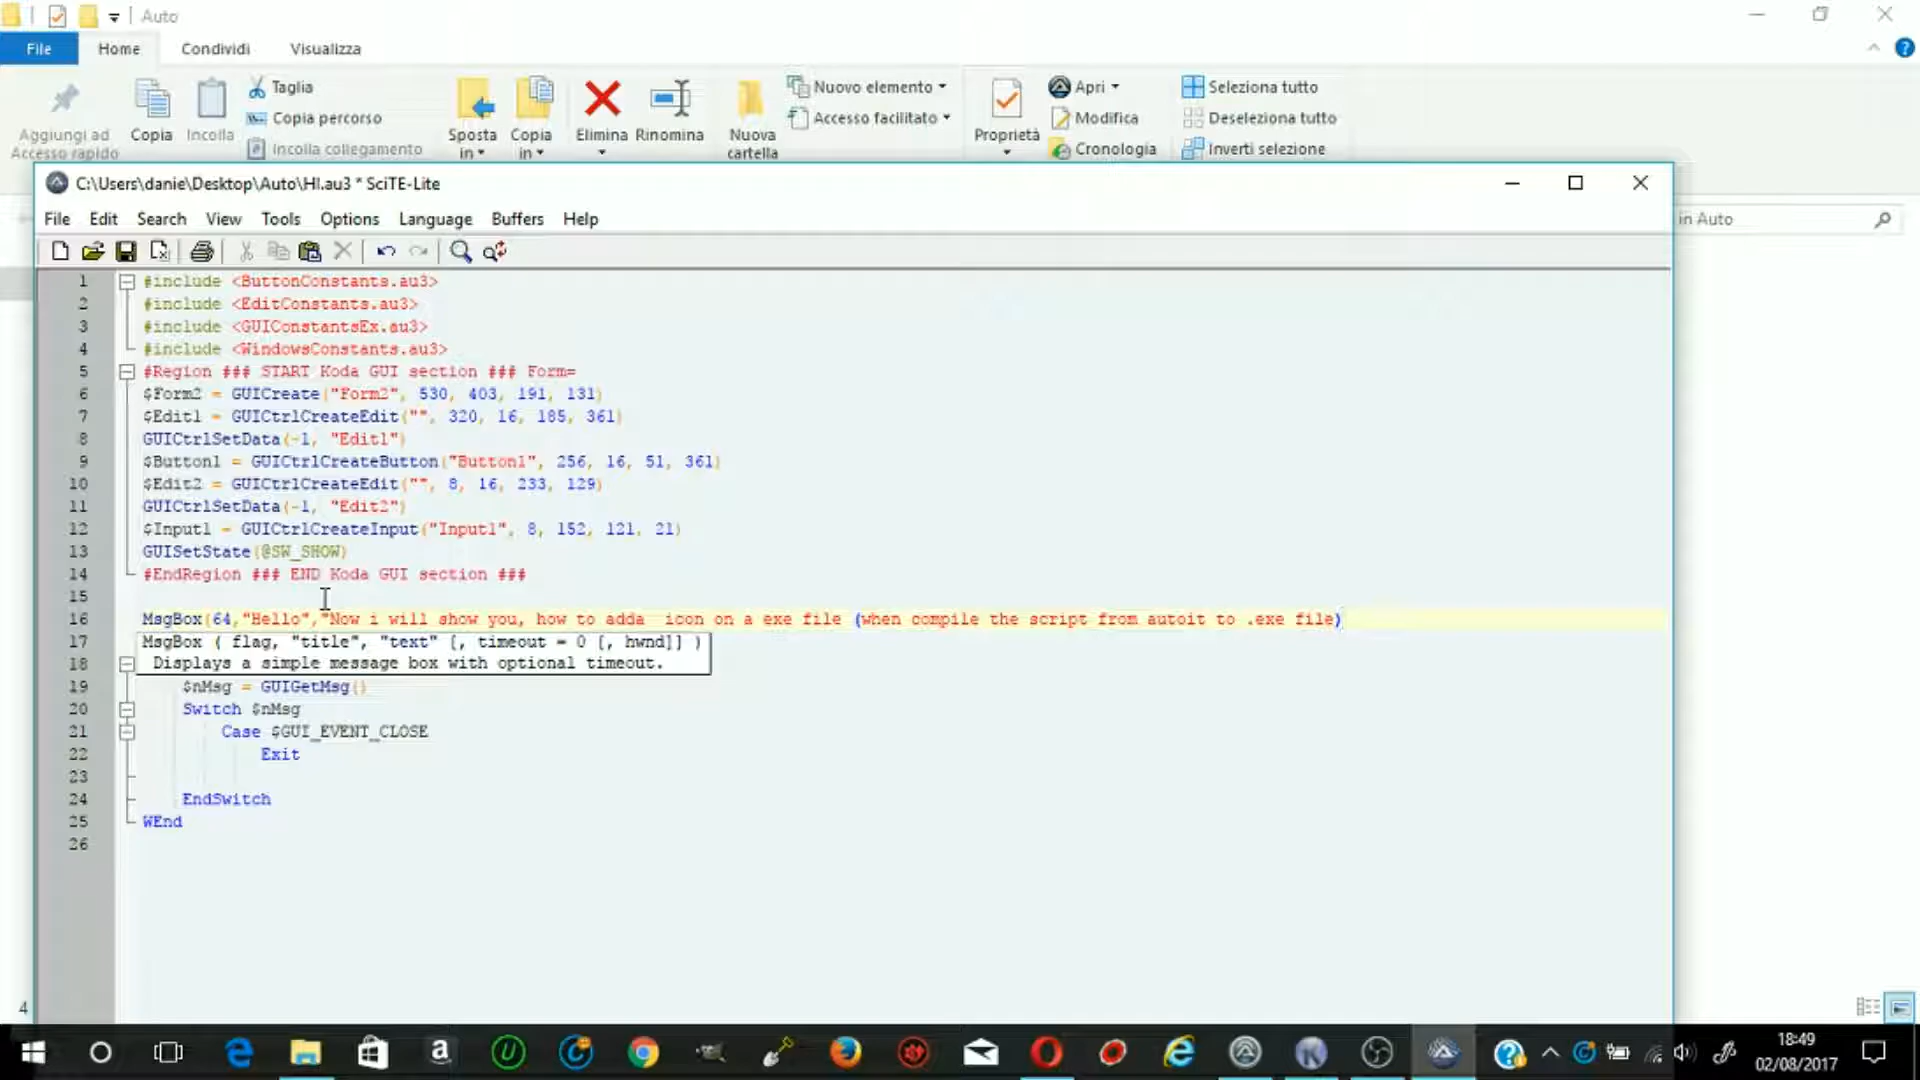 Auto
File Home Condividi Visualizza
Aggiungi ad Accesso rapido
Copia
Incolla
Taglia
Copia percorso
Incolla collegamento
Sposta in
Copia in
Elimina
Rinomina
Nuova cartella
Nuovo elemento
Accesso facilitato
Proprietà
Apri
Modifica
Cronologia
Seleziona tutto
Deseleziona tutto
Inverti selezione
C:\Users\danie\Desktop\Auto\HI.au3 * SciTE-Lite
in Auto
File Edit Search View Tools Options Language Buffers Help
1 #include <ButtonConstants.au3>
2 #include <EditConstants.au3>
3 #include <GUIConstantsEx.au3>
4 #include <WindowsConstants.au3>
5 #Region ### START Koda GUI section ### Form=
6 $Form2 = GUICreate("Form2", 530, 403, 191, 131)
7 $Edit1 = GUICtrlCreateEdit("", 320, 16, 185, 361)
8 GUICtrlSetData(-1, "Edit1")
9 $Button1 = GUICtrlCreateButton("Button1", 256, 16, 51, 361)
10 $Edit2 = GUICtrlCreateEdit("", 8, 16, 233, 129)
11 GUICtrlSetData(-1, "Edit2")
12 $Input1 = GUICtrlCreateInput("Input1", 8, 152, 121, 21)
13 GUISetState(@SW_SHOW)
14 #EndRegion ### END Koda GUI section ###
15
16 MsgBox(64,"Hello","Now i will show you, how to adda  icon on a exe file (when compile the script from autoit to .exe file)
17 MsgBox ( flag, "title", "text" [, timeout = 0 [, hwnd]] )
18 Displays a simple message box with optional timeout.
19 $nMsg = GUIGetMsg()
20 Switch $nMsg
21 Case $GUI_EVENT_CLOSE
22 Exit
23
24 EndSwitch
25 WEnd
26
4
18:49
02/08/2017